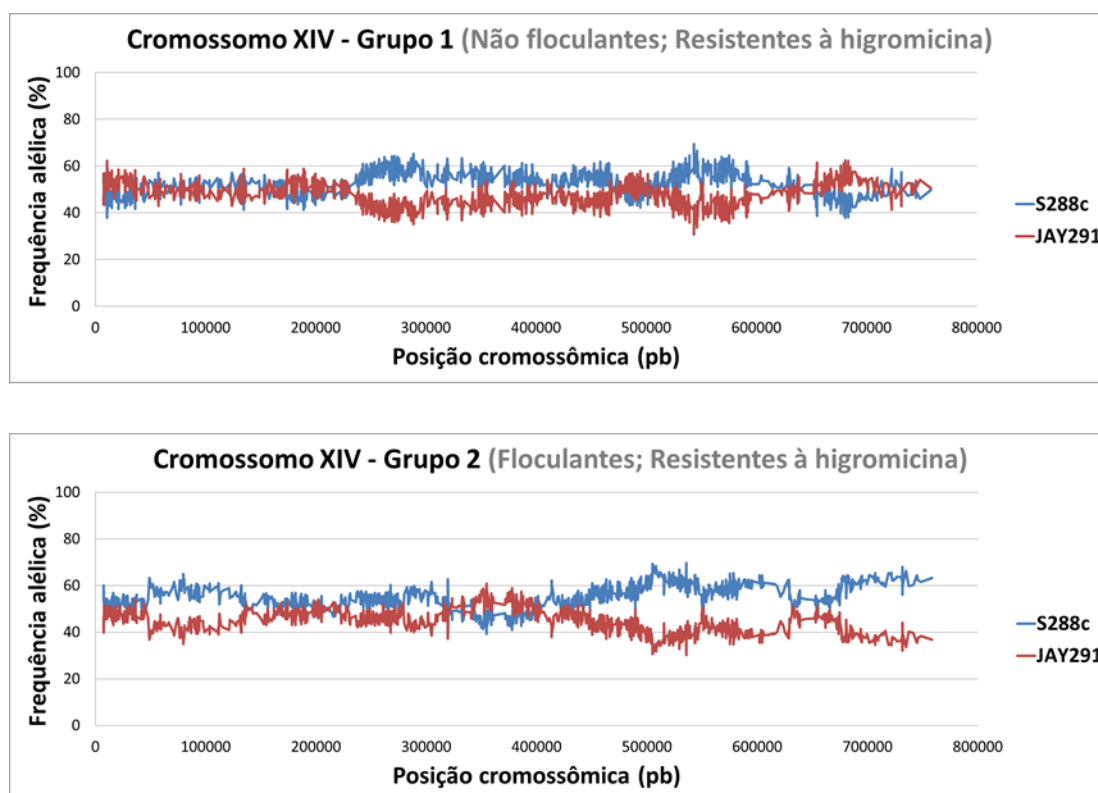 Cromossomo XIV - Grupo 1 (Não floculantes; Resistentes à higromicina)
Frequência alélica (%)
100
80
60
40
20
0
0 100000 200000 300000 400000 500000 600000 700000 800000
Posição cromossômica (pb)
S288c
JAY291
Cromossomo XIV - Grupo 2 (Floculantes; Resistentes à higromicina)
Frequência alélica (%)
100
80
60
40
20
0
0 100000 200000 300000 400000 500000 600000 700000 800000
Posição cromossômica (pb)
S288c
JAY291